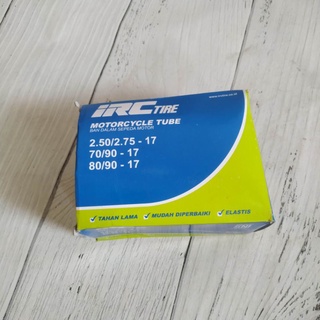 iRC TIRE
MOTORCYCLE TUBE
BAN DALAM SEPEDA MOTOR
2.50/2.75 - 17
70/90 - 17
80/90 - 17
✓ TAHAN LAMA ✓ MUDAH DIPERBAIKI ✓ ELASTIS